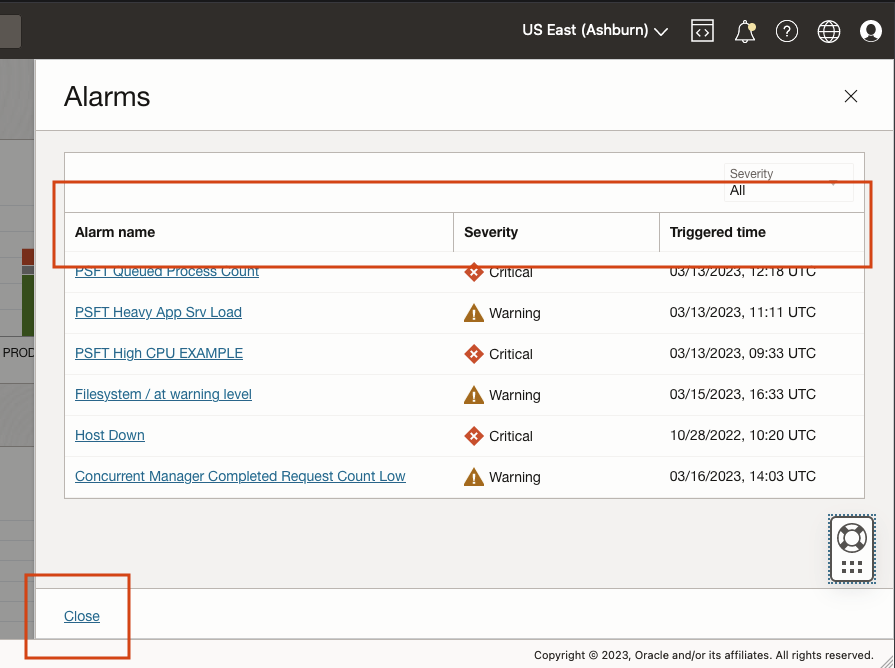 US East (Ashburn)
Alarms
Severity
All
Alarm name Severity Triggered time
PSFT Queued Process Count Critical 03/13/2023, 12:18 UTC
PSFT Heavy App Srv Load Warning 03/13/2023, 11:11 UTC
PSFT High CPU EXAMPLE Critical 03/13/2023, 09:33 UTC
PROD
Filesystem / at warning level Warning 03/15/2023, 16:33 UTC
Host Down Critical 10/28/2022, 10:20 UTC
Concurrent Manager Completed Request Count Low Warning 03/16/2023, 14:03 UTC
Close
Copyright © 2023, Oracle and/or its affiliates. All rights reserved.